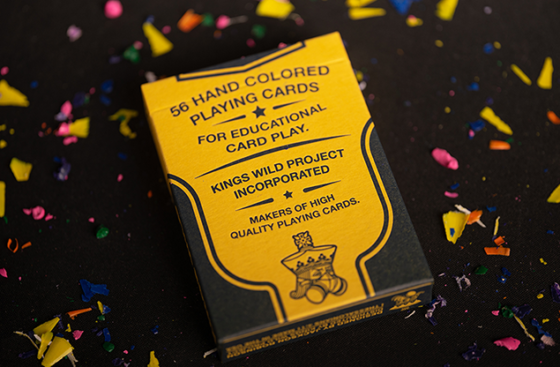 56 HAND COLORED
PLAYING CARDS
FOR EDUCATIONAL
CARD PLAY.
KINGS WILD PROJECT
INCORPORATED
MAKERS OF HIGH
QUALITY PLAYING CARDS.